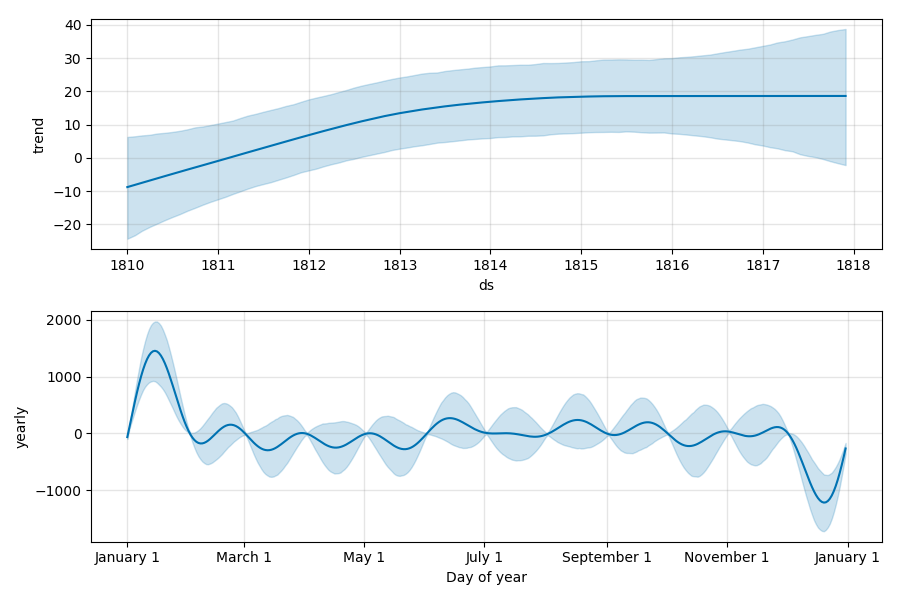 40
30
20
10
0
−10
−20
trend
1810 1811 1812 1813 1814 1815 1816 1817 1818
ds
2000
1000
0
−1000
yearly
January 1 March 1 May 1 July 1 September 1 November 1 January 1
Day of year